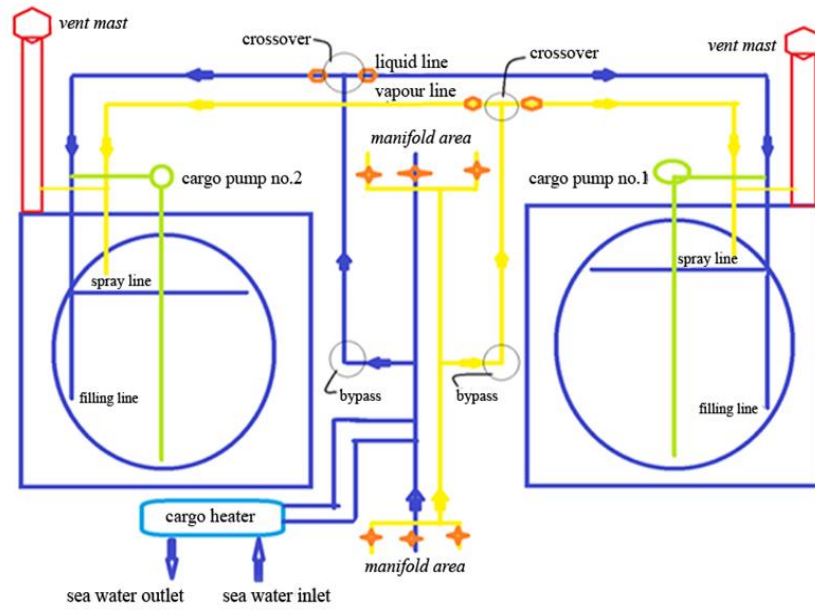 vent mast
vent mast
crossover
crossover
liquid line
vapour line
manifold area
cargo pump no.2
cargo pump no.1
spray line
spray line
bypass
bypass
filling line
filling line
cargo heater
manifold area
sea water outlet
sea water inlet